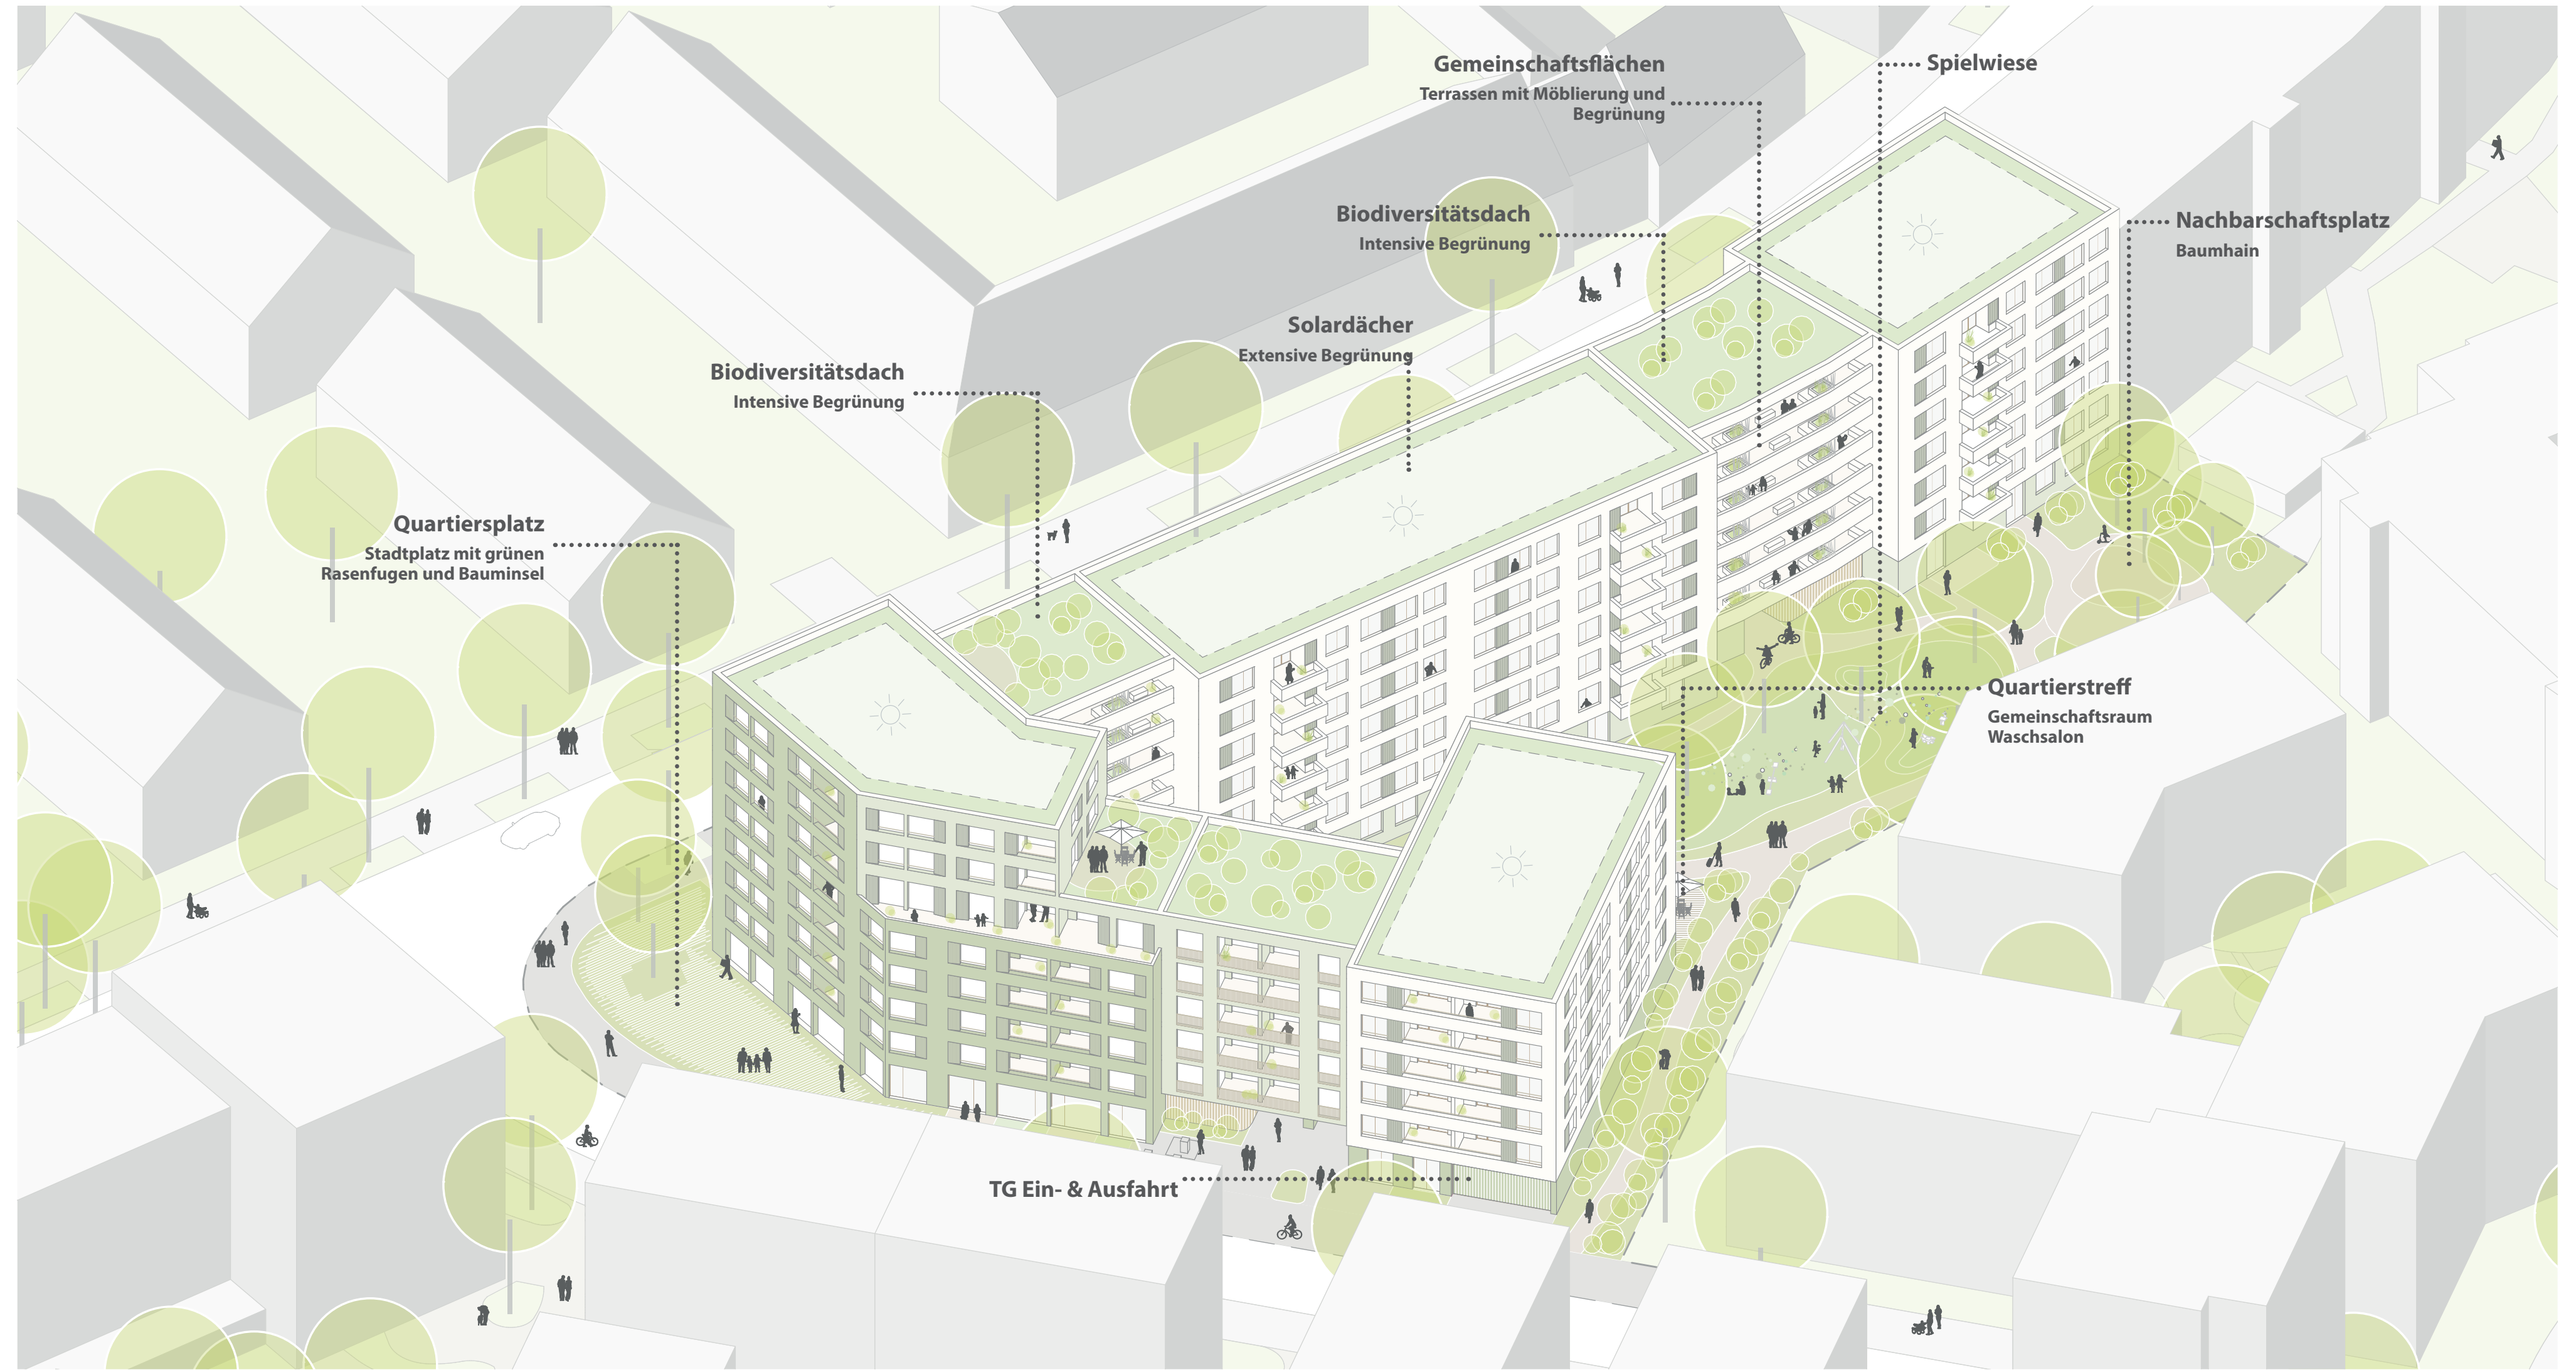 Gemeinschaftsflächen
Terrassen mit Möblierung und
Begrünung
Spielwiese
Biodiversitätsdach
Intensive Begrünung
Nachbarschaftsplatz
Baumhain
Solardächer
Extensive Begrünung
Biodiversitätsdach
Intensive Begrünung
Quartiersplatz
Stadtplatz mit grünen
Rasenfugen und Bauminsel
Quartierstreff
Gemeinschaftsraum
Waschsalon
TG Ein- & Ausfahrt